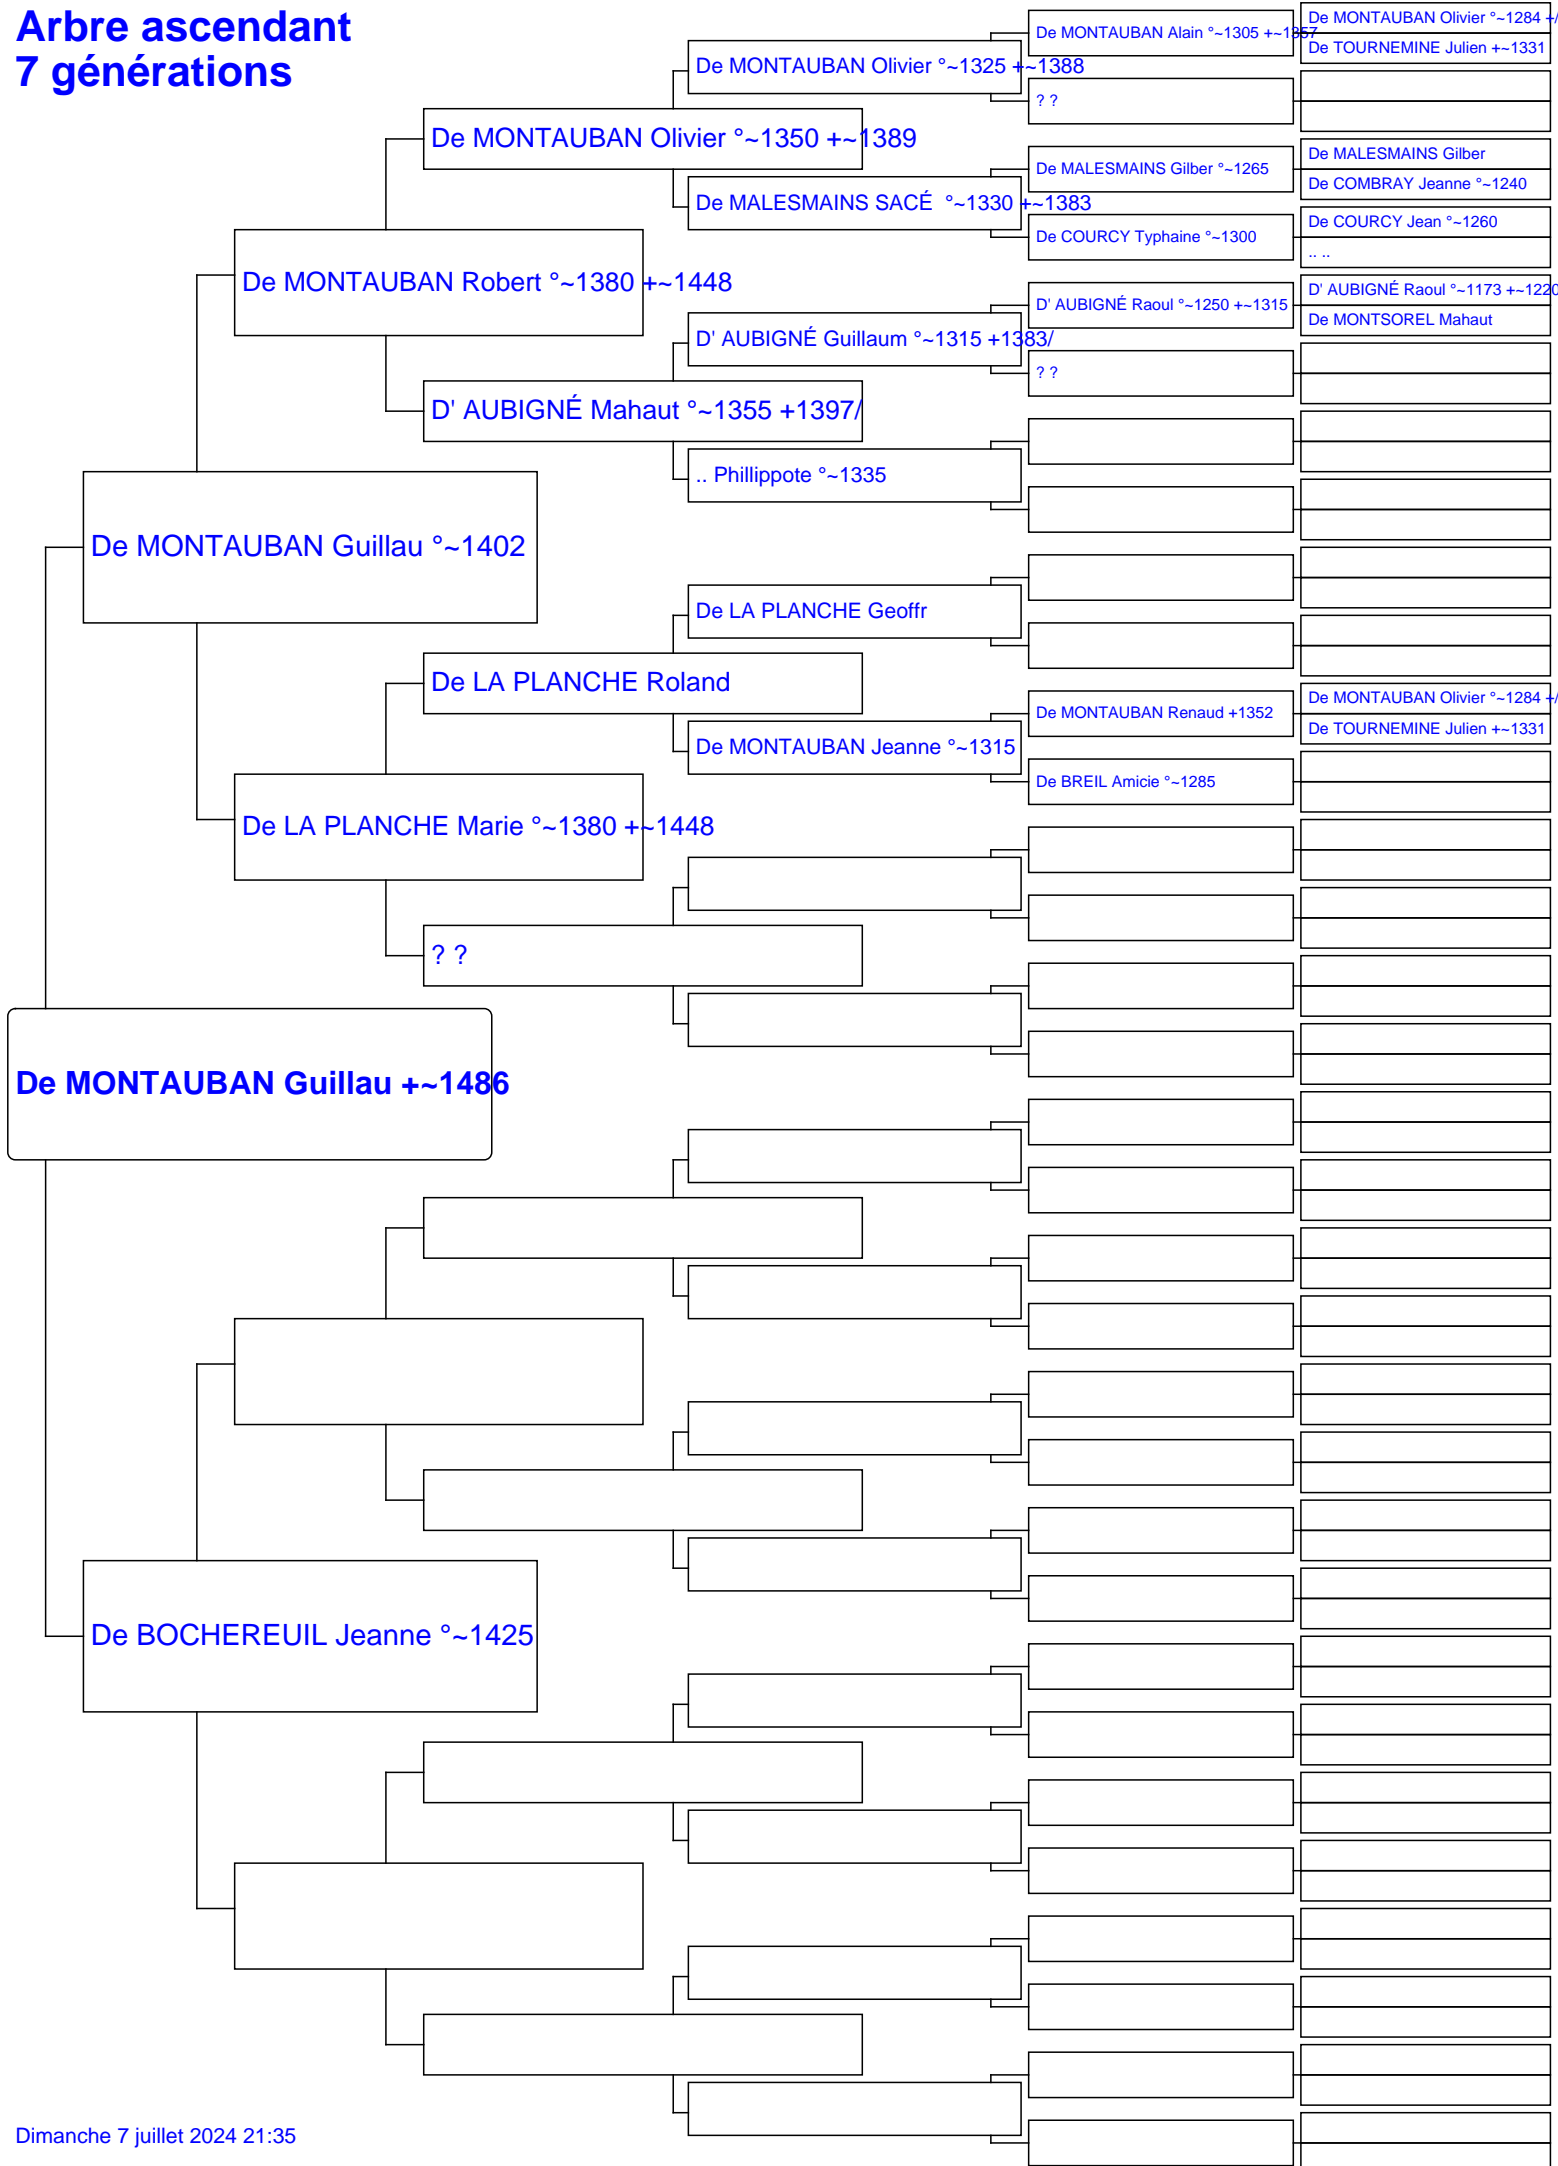 Arbre ascendant
7 générations
De MONTAUBAN Olivier °~1284 +/
De MONTAUBAN Alain °~1305 +~1357
De TOURNEMINE Julien +~1331
De MONTAUBAN Olivier °~1325 +~1388
? ?
De MONTAUBAN Olivier °~1350 +~1389
De MALESMAINS Gilber
De MALESMAINS Gilber °~1265
De COMBRAY Jeanne °~1240
De MALESMAINS SACÉ °~1330 +~1383
De COURCY Jean °~1260
De COURCY Typhaine °~1300
.. ..
De MONTAUBAN Robert °~1380 +~1448
D' AUBIGNÉ Raoul °~1173 +~1220
D' AUBIGNÉ Raoul °~1250 +~1315
De MONTSOREL Mahaut
D' AUBIGNÉ Guillaum °~1315 +1383/
? ?
D' AUBIGNÉ Mahaut °~1355 +1397/
.. Phillippote °~1335
De MONTAUBAN Guillau °~1402
De LA PLANCHE Geoffr
De LA PLANCHE Roland
De MONTAUBAN Olivier °~1284 +/
De MONTAUBAN Renaud +1352
De TOURNEMINE Julien +~1331
De MONTAUBAN Jeanne °~1315
De BREIL Amicie °~1285
De LA PLANCHE Marie °~1380 +~1448
? ?
De MONTAUBAN Guillau +~1486
De BOCHEREUIL Jeanne °~1425
Dimanche 7 juillet 2024 21:35